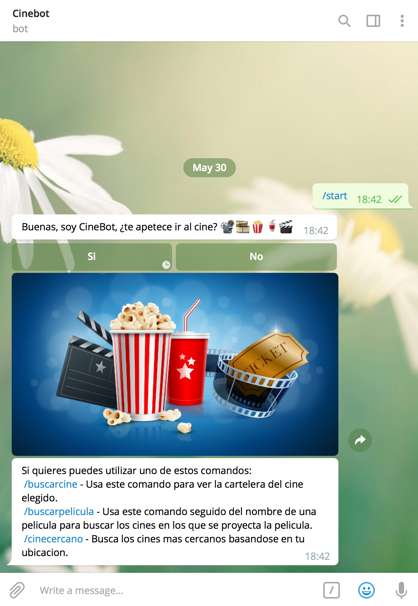 Cinebot
bot
May 30
/start 18:42
Buenas, soy CineBot, ¿te apetece ir al cine? 📽🎞🍿🥤🎬 18:42
Si No
TICKET
Si quieres puedes utilizar uno de estos comandos:
/buscarcine - Usa este comando para ver la cartelera del cine
elegido.
/buscarpelicula - Usa este comando seguido del nombre de una
pelicula para buscar los cines en los que se proyecta la pelicula.
/cinecercano - Busca los cines mas cercanos basandose en tu
ubicacion. 18:42
Write a message...